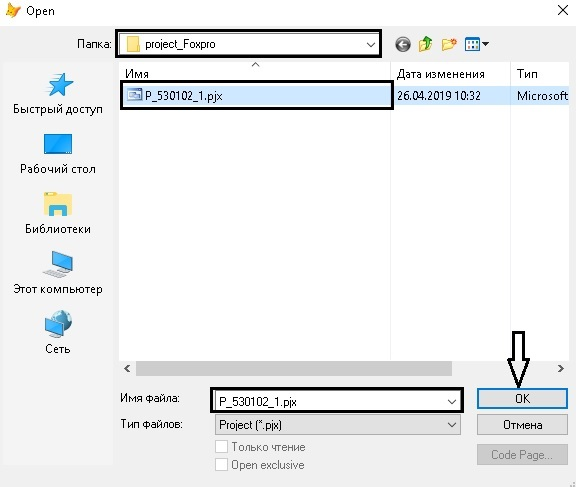 Open
Папка: project_Foxpro
Имя Дата изменения Тип
P_530102_1.pjx 26.04.2019 10:32 Microsoft
Быстрый доступ
Рабочий стол
Библиотеки
Этот компьютер
Сеть
Имя файла: P_530102_1.pjx OK
Тип файлов: Project (*.pjx) Отмена
Только чтение Code Page...
Open exclusive